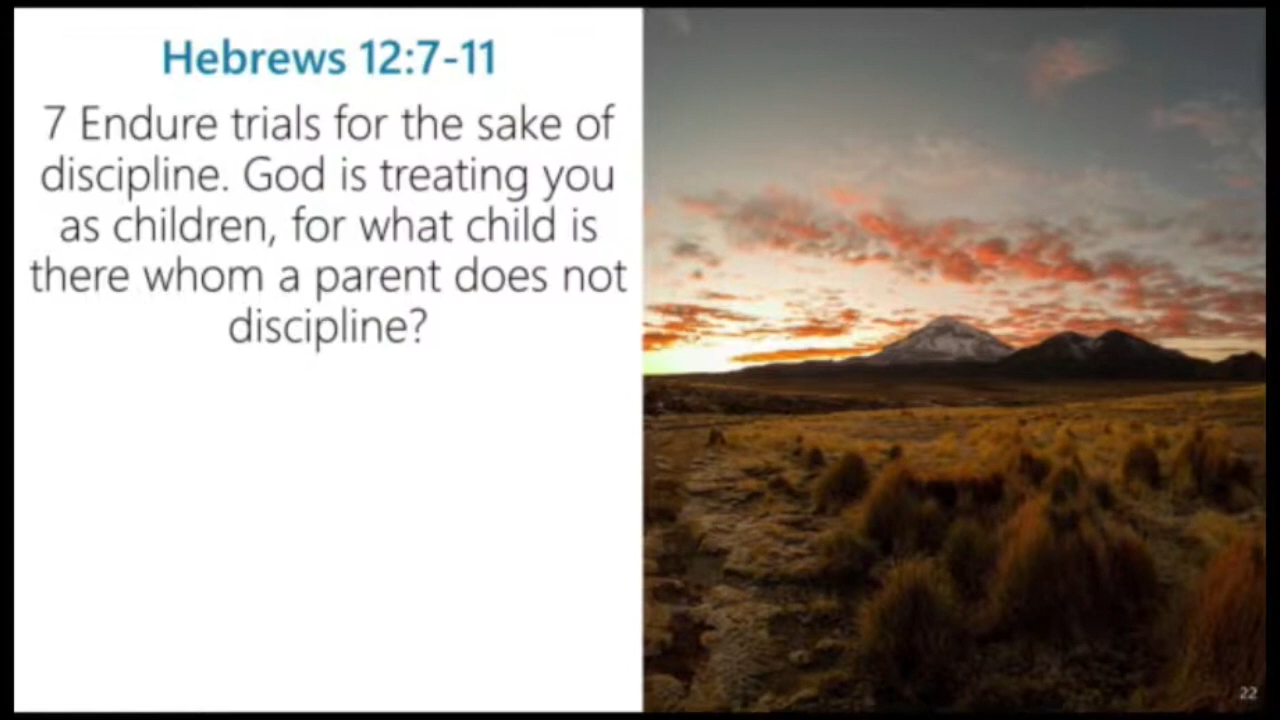 Hebrews 12:7-11
7 Endure trials for the sake of
discipline. God is treating you
as children, for what child is
there whom a parent does not
discipline?
22